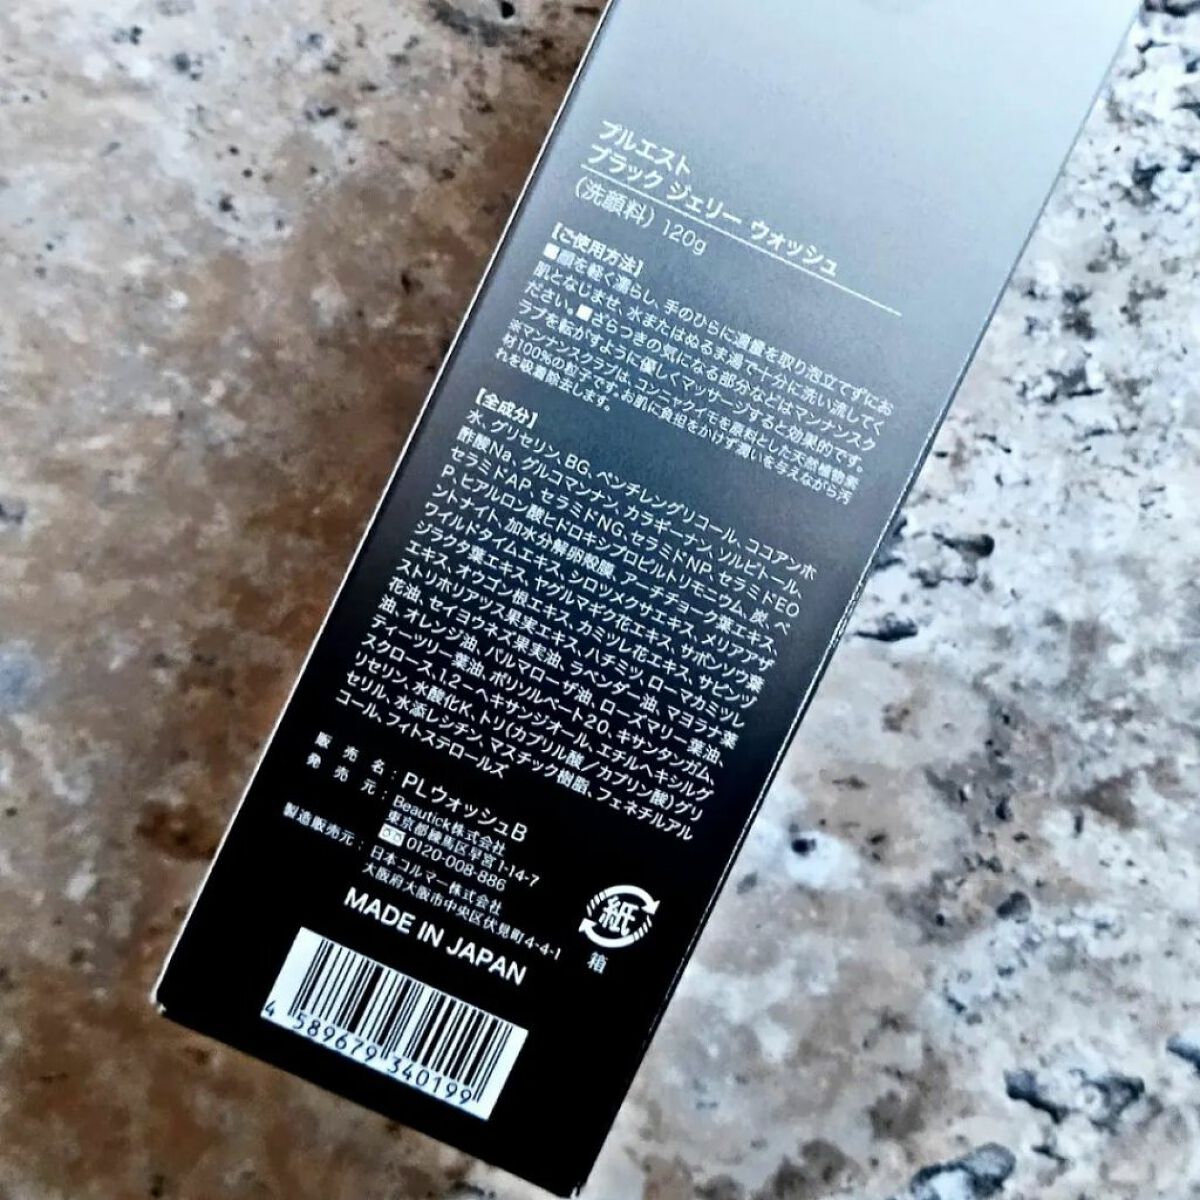 プルエスト
ブラック ジェリー ウォッシュ
(洗顔料) 120g
【ご使用方法】
■顔を軽く濡らし、手のひらに適量を取り泡立てずにお
肌となじませ、水またはぬるま湯で十分に洗い流してく
ださい。■ざらつきの気になる部分などはマンナンスク
ラブを転がすように優しくマッサージすると効果的です。
※マンナンスクラブは、コンニャクイモを原料とした天然植物素
材100%の粒子です。お肌に負担をかけず潤いを与えながら汚
れを吸着除去します。
【全成分】
水、グリセリン、BG、ペンチレングリコール、ココアンホ
酢酸Na、グルコマンナン、カラギーナン、ソルビトール、
セラミドAP、セラミドNG、セラミドNP、セラミドEO
P、ヒアルロン酸ヒドロキシプロピルトリモニウム、炭、ベ
ントナイト、加水分解卵殻膜、アーチチョーク葉エキス、
ワイルドタイムエキス、シロツメクサエキス、メリアアザ
ジラクタ葉エキス、ヤグルマギク花エキス、サボンソウ葉
エキス、オウゴン根エキス、カミツレ花エキス、サピンヅ
ストリホリアツス果実エキス、ハチミツ、ローマカミツレ
花油、セイヨウネズ果実油、ラベンダー油、マヨラナ葉
油、オレンジ油、パルマローザ油、ローズマリー葉油、
ティーツリー葉油、ポリソルベート20、キサンタンガム、
スクロース、1,2-ヘキサンジオール、エチルヘキシルグ
リセリン、水酸化K、トリ(カプリル酸/カプリン酸)グリ
セリル、水添レシチン、マスチック樹脂、フェネチルアル
コール、フィトステロールズ
販売名:PLウォッシュB
発売元:Beautick株式会社
東京都練馬区早宮1-14-7
0120-008-886
製造販売元:日本コルマー株式会社
大阪府大阪市中央区伏見町4-4-1
MADE IN JAPAN
紙
箱
4 589679 340199